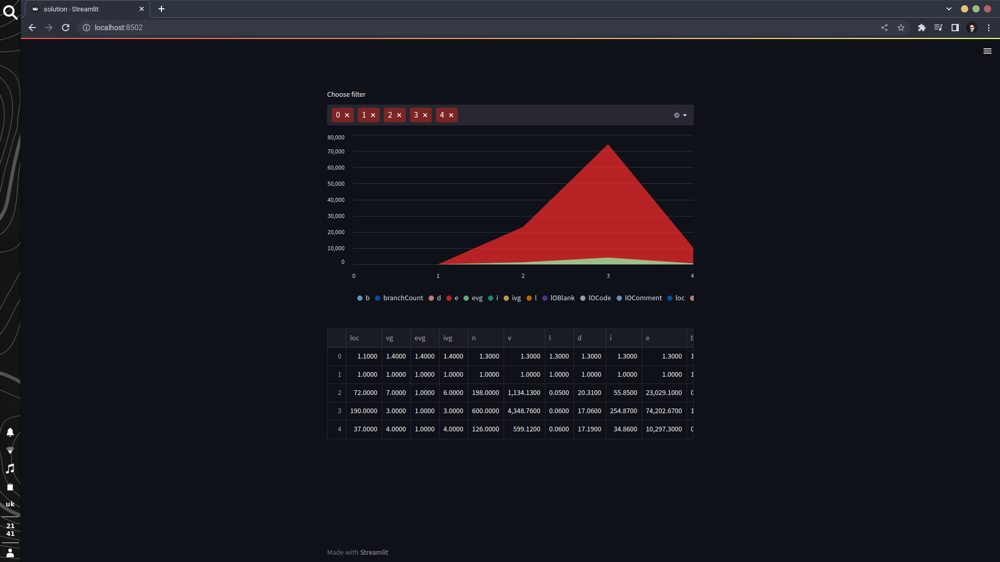 solution · Streamlit
localhost:8502
Choose filter
0 1 2 3 4
80,000
70,000
60,000
50,000
40,000
30,000
20,000
10,000
0
0 1 2 3 4
b branchCount d e evg i ivg l lOBlank lOCode lOComment loc
loc vg evg ivg n v l d i e b
0 1.1000 1.4000 1.4000 1.4000 1.3000 1.3000 1.3000 1.3000 1.3000 1.3000 1
1 1.0000 1.0000 1.0000 1.0000 1.0000 1.0000 1.0000 1.0000 1.0000 1.0000 1
2 72.0000 7.0000 1.0000 6.0000 198.0000 1,134.1300 0.0500 20.3100 55.8500 23,029.1000 0
3 190.0000 3.0000 1.0000 3.0000 600.0000 4,348.7600 0.0600 17.0600 254.8700 74,202.6700 1
4 37.0000 4.0000 1.0000 4.0000 126.0000 599.1200 0.0600 17.1900 34.8600 10,297.3000 0
uk
21
41
Made with Streamlit